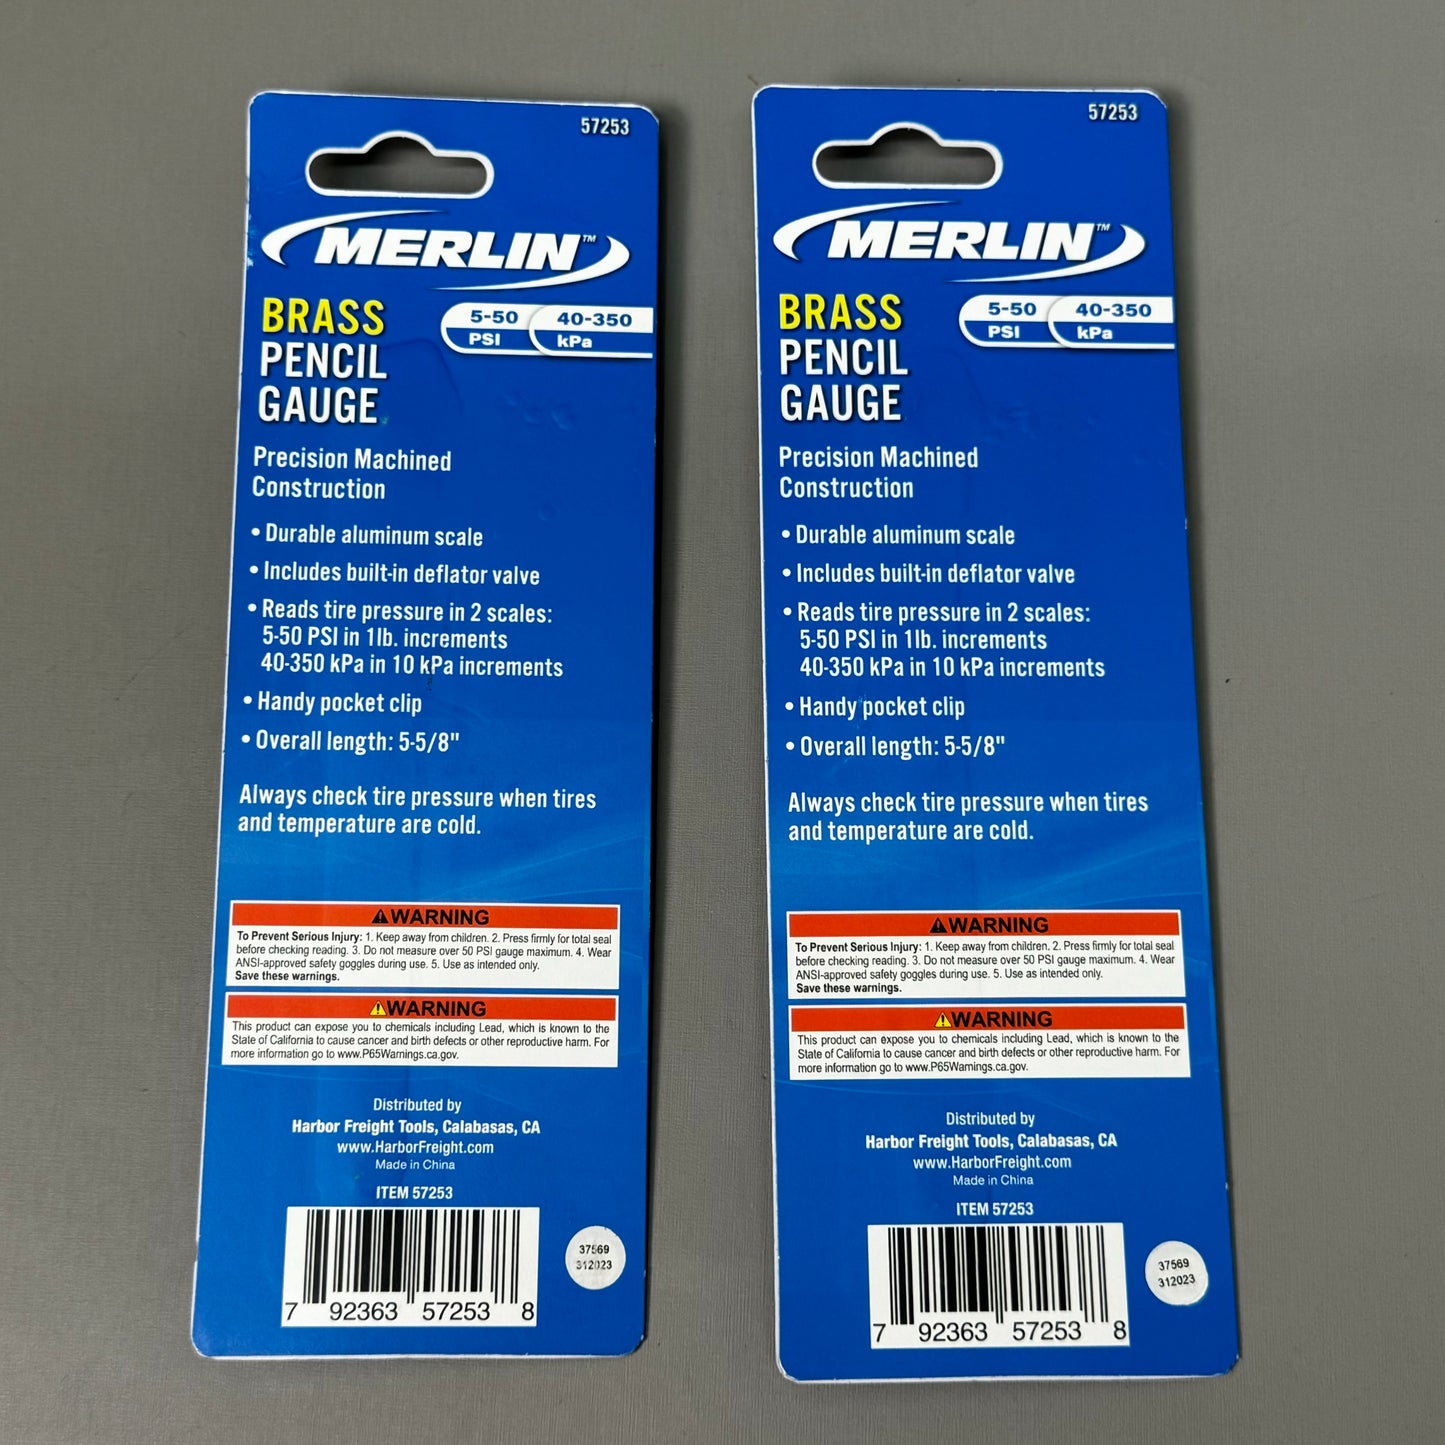 57253
MERLIN™
BRASS
PENCIL
GAUGE
5-50
PSI
40-350
kPa
Precision Machined
Construction
• Durable aluminum scale
• Includes built-in deflator valve
• Reads tire pressure in 2 scales:
5-50 PSI in 1lb. increments
40-350 kPa in 10 kPa increments
• Handy pocket clip
• Overall length: 5-5/8"
Always check tire pressure when tires
and temperature are cold.
⚠WARNING
To Prevent Serious Injury: 1. Keep away from children. 2. Press firmly for total seal
before checking reading. 3. Do not measure over 50 PSI gauge maximum. 4. Wear
ANSI-approved safety goggles during use. 5. Use as intended only.
Save these warnings.
⚠WARNING
This product can expose you to chemicals including Lead, which is known to the
State of California to cause cancer and birth defects or other reproductive harm. For
more information go to www.P65Warnings.ca.gov.
Distributed by
Harbor Freight Tools, Calabasas, CA
www.HarborFreight.com
Made in China
ITEM 57253
7 92363 57253 8
37569
312023
57253
MERLIN™
BRASS
PENCIL
GAUGE
5-50
PSI
40-350
kPa
Precision Machined
Construction
• Durable aluminum scale
• Includes built-in deflator valve
• Reads tire pressure in 2 scales:
5-50 PSI in 1lb. increments
40-350 kPa in 10 kPa increments
• Handy pocket clip
• Overall length: 5-5/8"
Always check tire pressure when tires
and temperature are cold.
⚠WARNING
To Prevent Serious Injury: 1. Keep away from children. 2. Press firmly for total seal
before checking reading. 3. Do not measure over 50 PSI gauge maximum. 4. Wear
ANSI-approved safety goggles during use. 5. Use as intended only.
Save these warnings.
⚠WARNING
This product can expose you to chemicals including Lead, which is known to the
State of California to cause cancer and birth defects or other reproductive harm. For
more information go to www.P65Warnings.ca.gov.
Distributed by
Harbor Freight Tools, Calabasas, CA
www.HarborFreight.com
Made in China
ITEM 57253
7 92363 57253 8
37569
312023